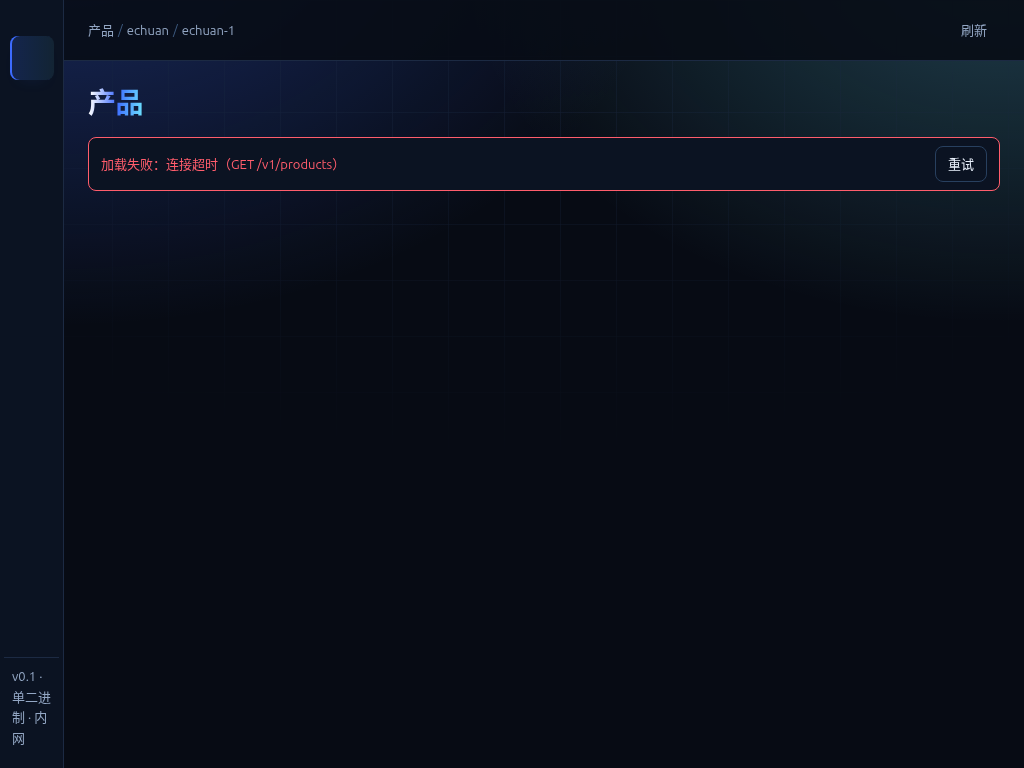 产品 / echuan / echuan-1
刷新
产品
加载失败：连接超时（GET /v1/products）
重试
v0.1 ·
单二进
制 · 内
网